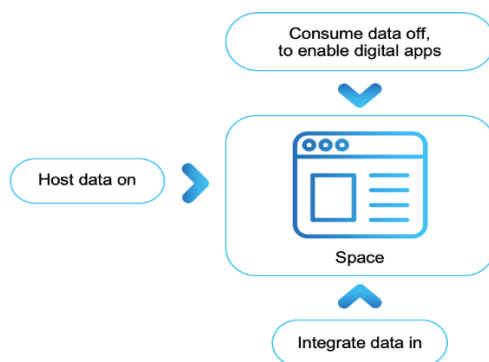 Consume data off,
to enable digital apps
Host data on
Space
Integrate data in